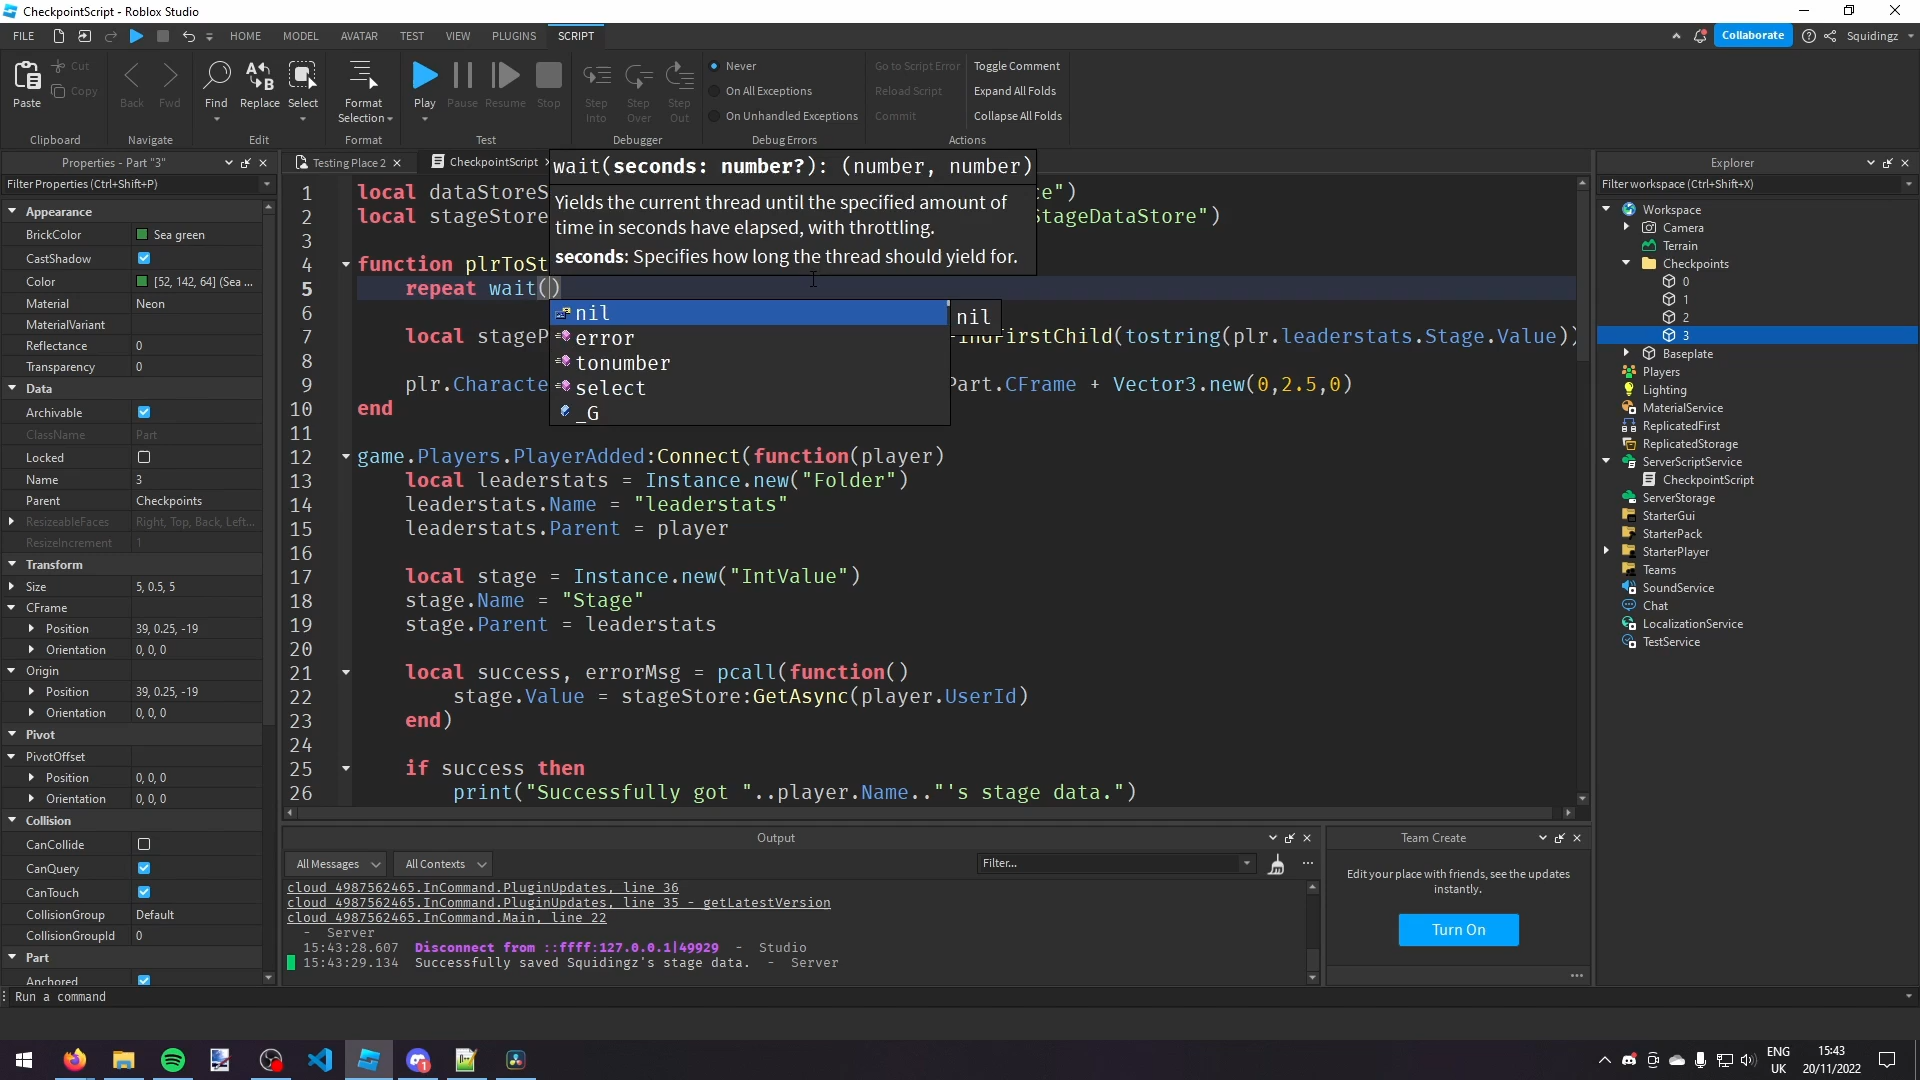 CheckpointScript - Roblox Studio
FILE HOME MODEL AVATAR TEST VIEW PLUGINS SCRIPT Collaborate Squidingz
Paste
Cut
Copy
Clipboard
Back Fwd
Navigate
Find Replace Select
Edit
Format
Selection
Format
Play Pause Resume Stop
Test
Step
Into
Step
Over
Step
Out
Debugger
Never
On All Exceptions
On Unhandled Exceptions
Debug Errors
Go to Script Error
Reload Script
Commit
Toggle Comment
Expand All Folds
Collapse All Folds
Actions
Properties - Part "3"
Filter Properties (Ctrl+Shift+P)
Appearance
BrickColor Sea green
CastShadow
Color [52, 142, 64] (Sea ...
Material Neon
MaterialVariant
Reflectance 0
Transparency 0
Data
Archivable
ClassName Part
Locked
Name 3
Parent Checkpoints
ResizeableFaces Right, Top, Back, Left...
ResizeIncrement 1
Transform
Size 5, 0.5, 5
CFrame
Position 39, 0.25, -19
Orientation 0, 0, 0
Origin
Position 39, 0.25, -19
Orientation 0, 0, 0
Pivot
PivotOffset
Position 0, 0, 0
Orientation 0, 0, 0
Collision
CanCollide
CanQuery
CanTouch
CollisionGroup Default
CollisionGroupId 0
Part
Anchored
Testing Place 2
CheckpointScript
wait(seconds: number?): (number, number)
Yields the current thread until the specified amount of
time in seconds have elapsed, with throttling.
seconds: Specifies how long the thread should yield for.
1 local dataStoreS e")
2 local stageStore StageDataStore")
3
4 function plrToSt
5 repeat wait()
nil nil
error
tonumber
select
_G
6
7 local stageP FindFirstChild(tostring(plr.leaderstats.Stage.Value))
8
9 plr.Characte Part.CFrame + Vector3.new(0,2.5,0)
10 end
11
12 game.Players.PlayerAdded:Connect(function(player)
13 local leaderstats = Instance.new("Folder")
14 leaderstats.Name = "leaderstats"
15 leaderstats.Parent = player
16
17 local stage = Instance.new("IntValue")
18 stage.Name = "Stage"
19 stage.Parent = leaderstats
20
21 local success, errorMsg = pcall(function()
22 stage.Value = stageStore:GetAsync(player.UserId)
23 end)
24
25 if success then
26 print("Successfully got "..player.Name.."'s stage data.")
Output
All Messages All Contexts Filter...
cloud_4987562465.InCommand.PluginUpdates, line 36
cloud_4987562465.InCommand.PluginUpdates, line 35 - getLatestVersion
cloud_4987562465.InCommand.Main, line 22
- Server
15:43:28.607 Disconnect from ::ffff:127.0.0.1|49929 - Studio
15:43:29.134 Successfully saved Squidingz's stage data. - Server
Team Create
Edit your place with friends, see the updates
instantly.
Turn On
Explorer
Filter workspace (Ctrl+Shift+X)
Workspace
Camera
Terrain
Checkpoints
0
1
2
3
Baseplate
Players
Lighting
MaterialService
ReplicatedFirst
ReplicatedStorage
ServerScriptService
CheckpointScript
ServerStorage
StarterGui
StarterPack
StarterPlayer
Teams
SoundService
Chat
LocalizationService
TestService
Run a command
ENG
UK
15:43
20/11/2022